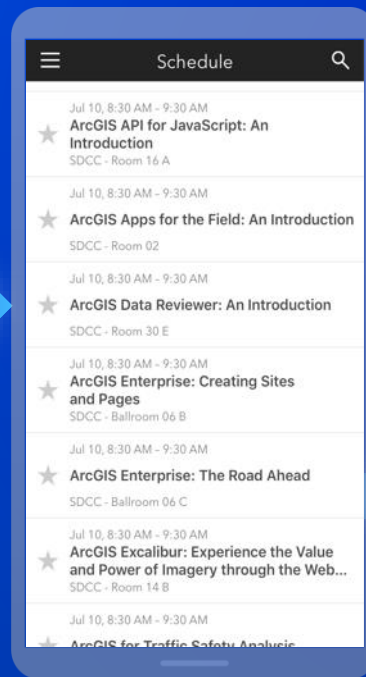 Schedule
Jul 10, 8:30 AM - 9:30 AM
ArcGIS API for JavaScript: An
Introduction
SDCC - Room 16 A
Jul 10, 8:30 AM - 9:30 AM
ArcGIS Apps for the Field: An Introduction
SDCC - Room 02
Jul 10, 8:30 AM - 9:30 AM
ArcGIS Data Reviewer: An Introduction
SDCC - Room 30 E
Jul 10, 8:30 AM - 9:30 AM
ArcGIS Enterprise: Creating Sites
and Pages
SDCC - Ballroom 06 B
Jul 10, 8:30 AM - 9:30 AM
ArcGIS Enterprise: The Road Ahead
SDCC - Ballroom 06 C
Jul 10, 8:30 AM - 9:30 AM
ArcGIS Excalibur: Experience the Value
and Power of Imagery through the Web...
SDCC - Room 14 B
Jul 10, 8:30 AM - 9:30 AM
ArcGIS for Traffic Safety Analysis